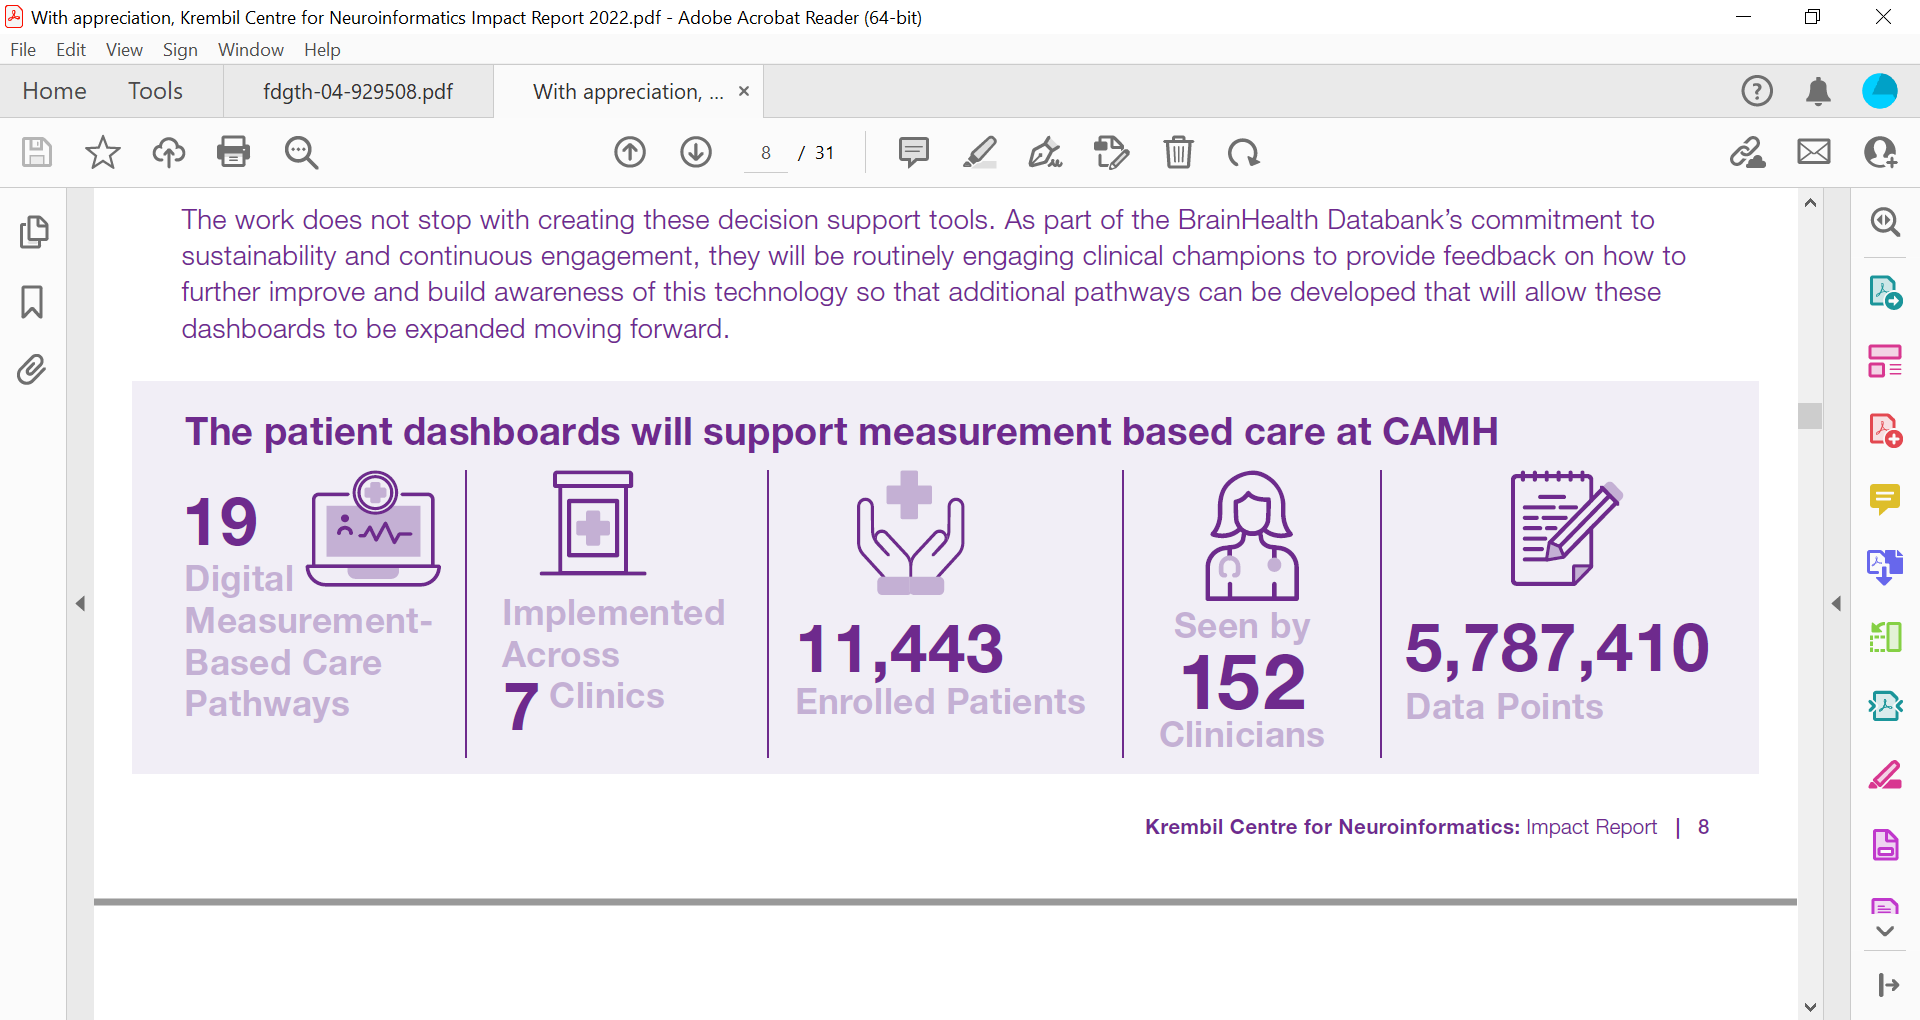 With appreciation, Krembil Centre for Neuroinformatics Impact Report 2022.pdf - Adobe Acrobat Reader (64-bit)
File Edit View Sign Window Help
Home Tools fdgth-04-929508.pdf With appreciation, ... ×
8 / 31
The work does not stop with creating these decision support tools. As part of the BrainHealth Databank’s commitment to
sustainability and continuous engagement, they will be routinely engaging clinical champions to provide feedback on how to
further improve and build awareness of this technology so that additional pathways can be developed that will allow these
dashboards to be expanded moving forward.
The patient dashboards will support measurement based care at CAMH
19
Digital
Measurement-
Based Care
Pathways
Implemented
Across
7 Clinics
11,443
Enrolled Patients
Seen by
152
Clinicians
5,787,410
Data Points
Krembil Centre for Neuroinformatics: Impact Report | 8